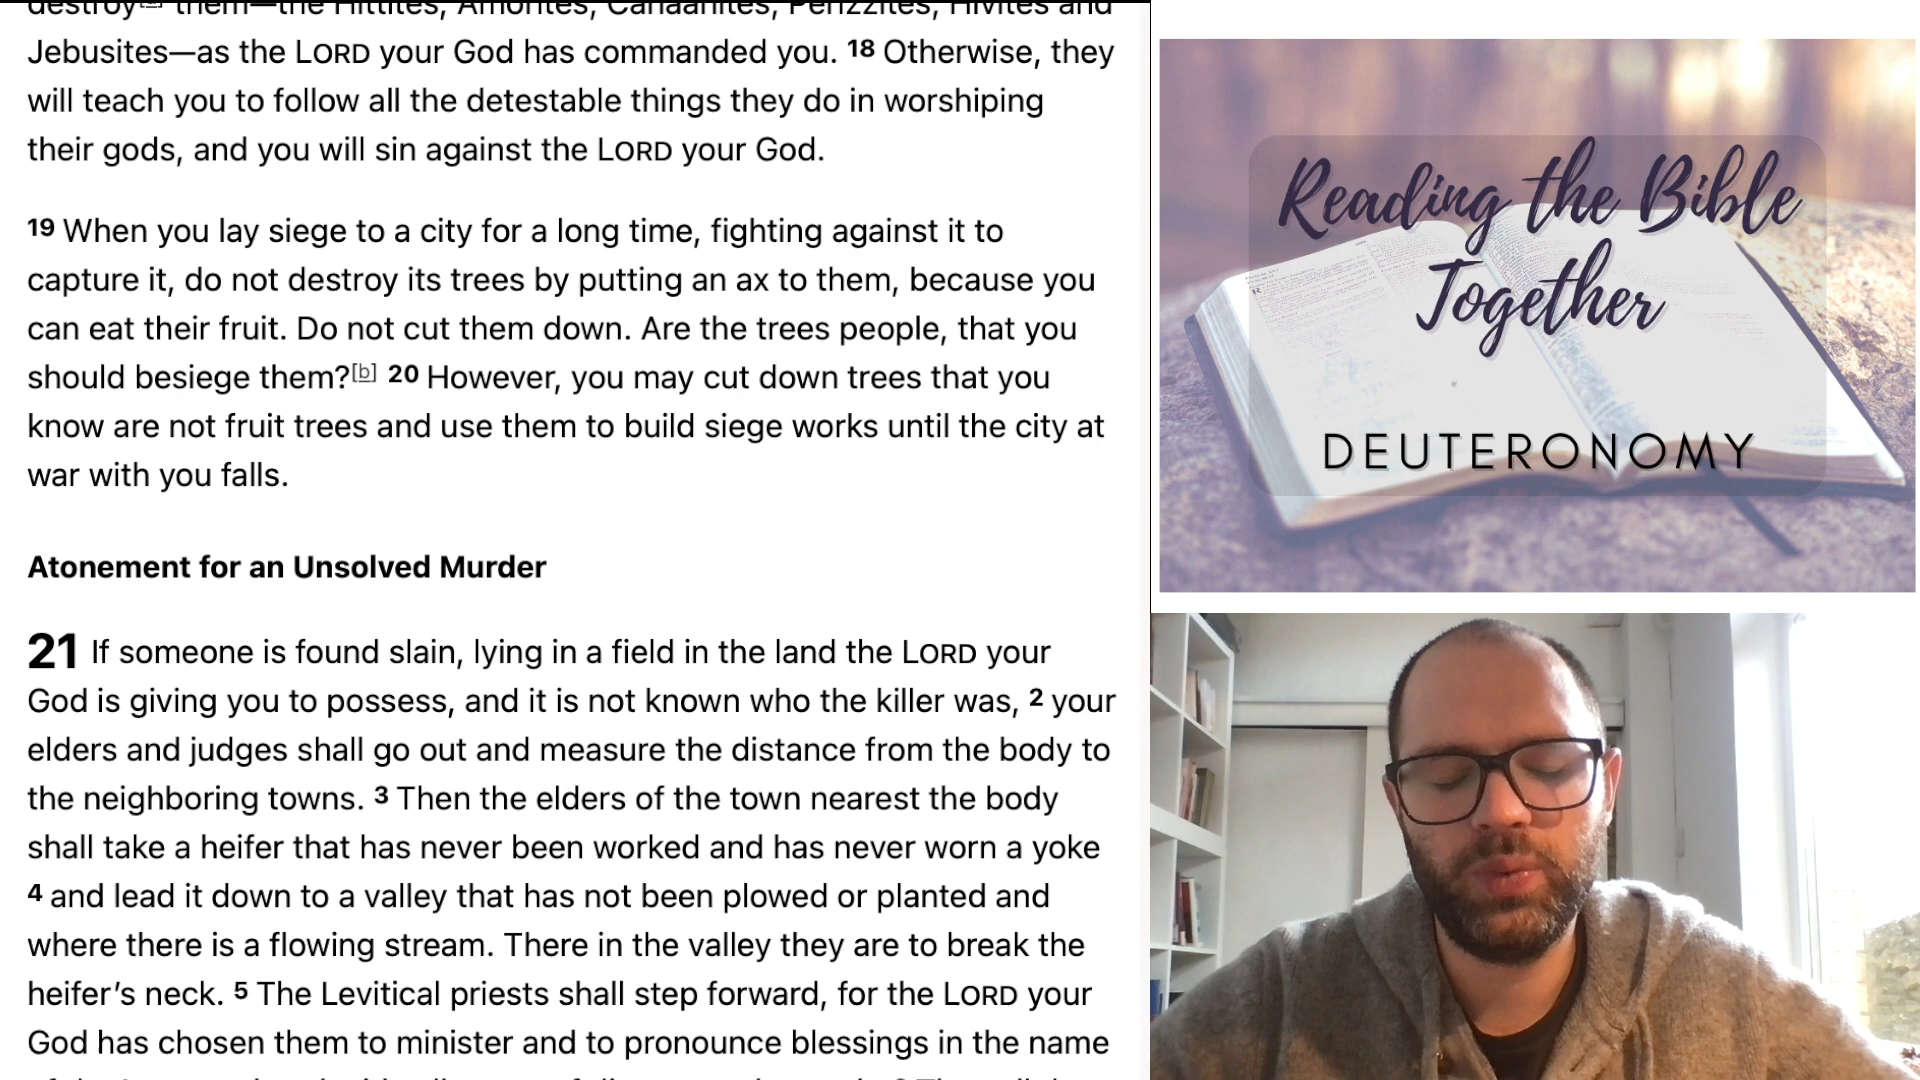 destroy[a] them—the Hittites, Amorites, Canaanites, Perizzites, Hivites and
Jebusites—as the LORD your God has commanded you. 18 Otherwise, they
will teach you to follow all the detestable things they do in worshiping
their gods, and you will sin against the LORD your God.
19 When you lay siege to a city for a long time, fighting against it to
capture it, do not destroy its trees by putting an ax to them, because you
can eat their fruit. Do not cut them down. Are the trees people, that you
should besiege them?[b] 20 However, you may cut down trees that you
know are not fruit trees and use them to build siege works until the city at
war with you falls.
Atonement for an Unsolved Murder
21 If someone is found slain, lying in a field in the land the LORD your
God is giving you to possess, and it is not known who the killer was, 2 your
elders and judges shall go out and measure the distance from the body to
the neighboring towns. 3 Then the elders of the town nearest the body
shall take a heifer that has never been worked and has never worn a yoke
4 and lead it down to a valley that has not been plowed or planted and
where there is a flowing stream. There in the valley they are to break the
heifer’s neck. 5 The Levitical priests shall step forward, for the LORD your
God has chosen them to minister and to pronounce blessings in the name
Reading the Bible
Together
DEUTERONOMY